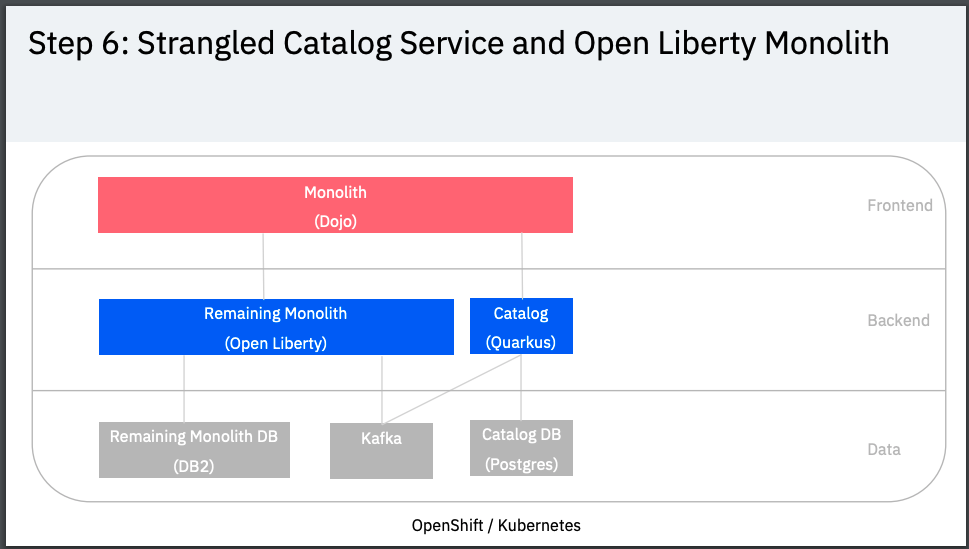 Step 6: Strangled Catalog Service and Open Liberty Monolith
Monolith
(Dojo)
Frontend
Remaining Monolith
(Open Liberty)
Catalog
(Quarkus)
Backend
Remaining Monolith DB
(DB2)
Kafka
Catalog DB
(Postgres)
Data
OpenShift / Kubernetes